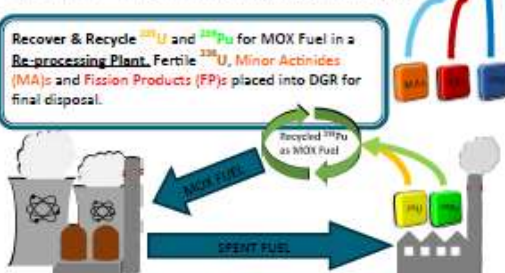 Recover & Recycle ²³⁵U and ²³⁹Pu for MOX Fuel in a
Re-processing Plant. Fertile ²³⁸U, Minor Actinides
(MA)s and Fission Products (FP)s placed into DGR for
final disposal.
MAs
Recycled ²³⁹Pu
as MOX Fuel
MOX FUEL
SPENT FUEL